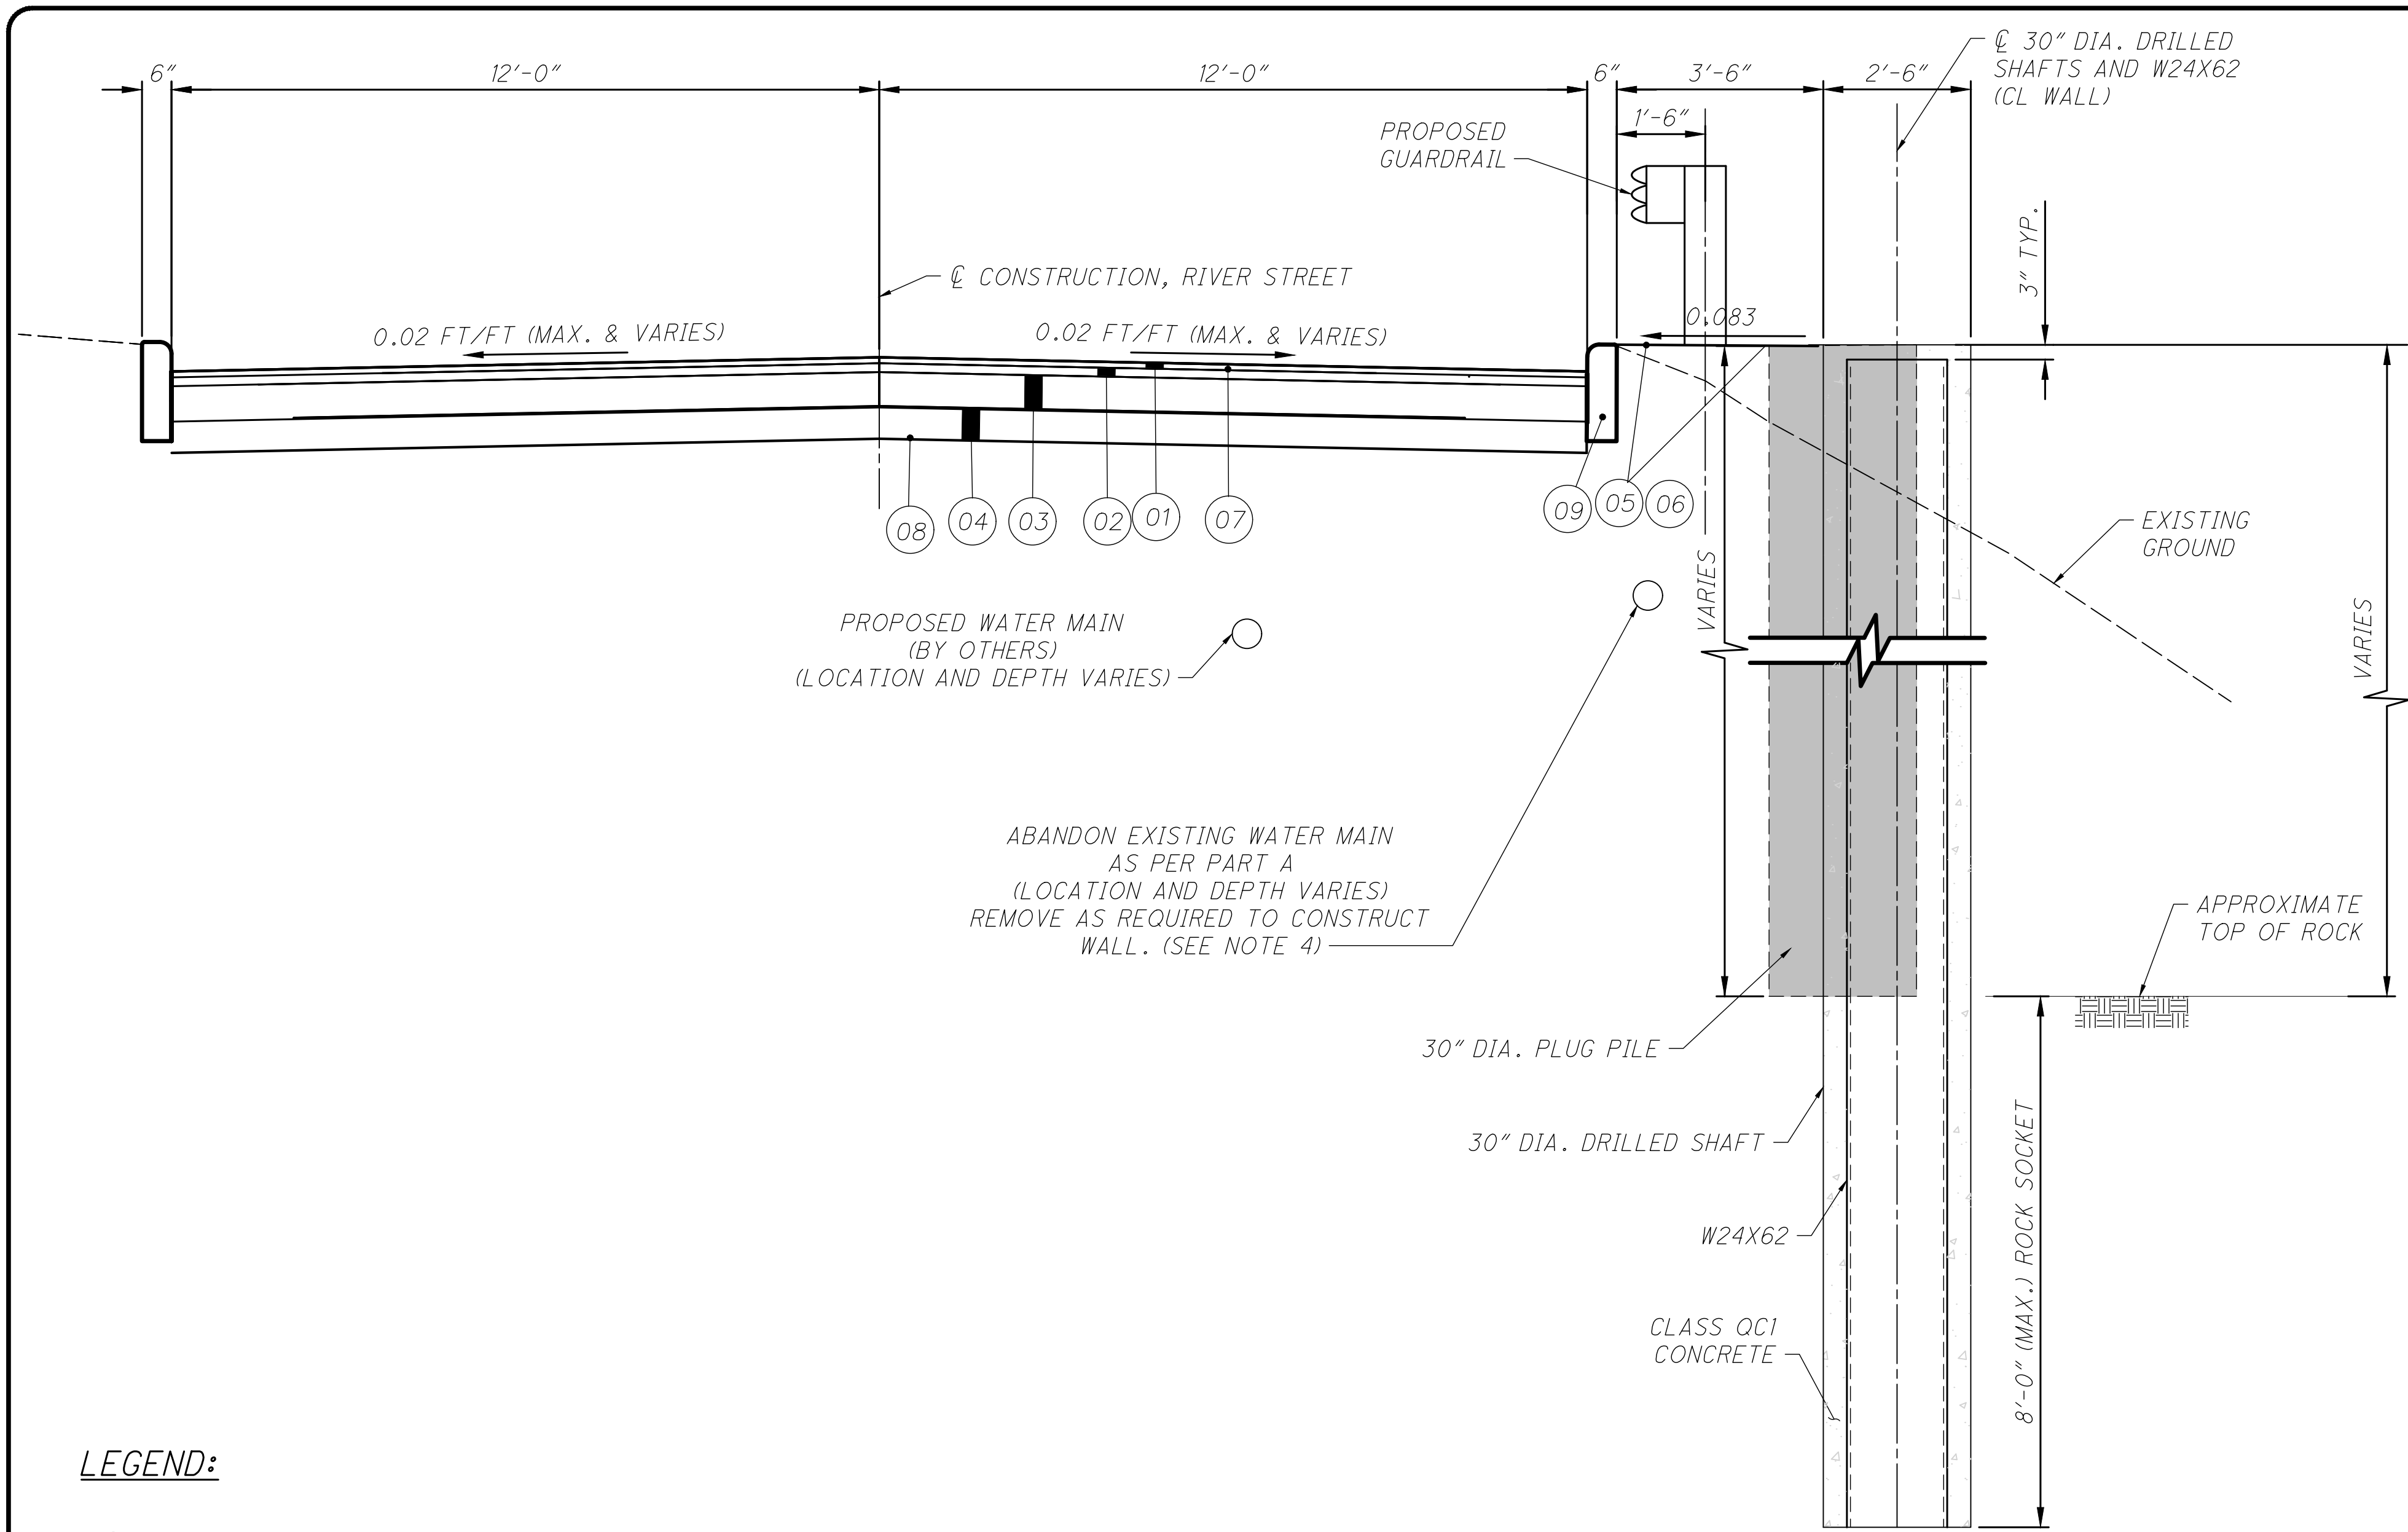 6"
12'-0"
12'-0"
6"
3'-6"
2'-6"
℄ 30" DIA. DRILLED
SHAFTS AND W24X62
(CL WALL)
1'-6"
PROPOSED
GUARDRAIL
3" TYP.
℄ CONSTRUCTION, RIVER STREET
0.02 FT/FT (MAX. & VARIES)
0.02 FT/FT (MAX. & VARIES)
0.083
08
04
03
02
01
07
09
05
06
EXISTING
GROUND
VARIES
VARIES
PROPOSED WATER MAIN
(BY OTHERS)
(LOCATION AND DEPTH VARIES)
ABANDON EXISTING WATER MAIN
AS PER PART A
(LOCATION AND DEPTH VARIES)
REMOVE AS REQUIRED TO CONSTRUCT
WALL. (SEE NOTE 4)
APPROXIMATE
TOP OF ROCK
30" DIA. PLUG PILE
30" DIA. DRILLED SHAFT
W24X62
8'-0" (MAX.) ROCK SOCKET
CLASS QC1
CONCRETE
LEGEND: